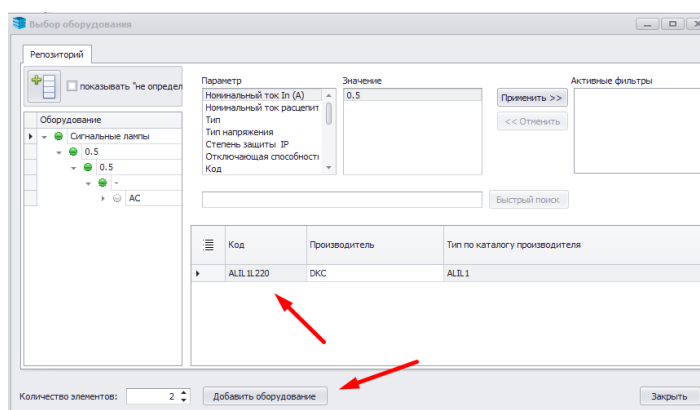 Выбор оборудования
Репозиторий
показывать "не определ
Оборудование
Сигнальные лампы
0.5
0.5
-
AC
Параметр
Номинальный ток In (A)
Номинальный ток расцепит
Тип
Тип напряжения
Степень защиты IP
Отключающая способность
Код
Значение
0.5
Применить >>
<< Отменить
Активные фильтры
Быстрый поиск
Код Производитель Тип по каталогу производителя
ALIL1L220 DKC ALIL1
Количество элементов: 2 Добавить оборудование Закрыть